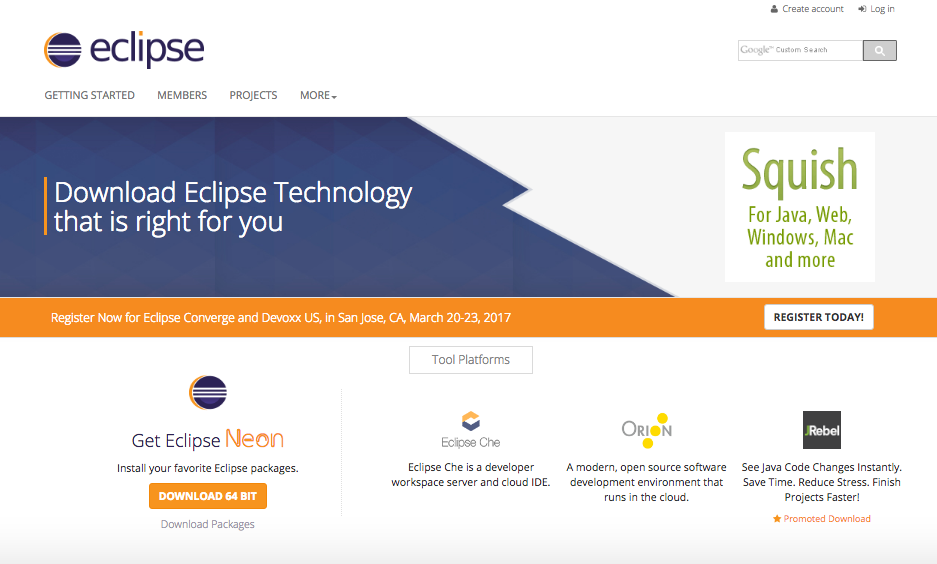 Create account Log in
eclipse
Google™ Custom Search
GETTING STARTED MEMBERS PROJECTS MORE
Download Eclipse Technology
that is right for you
Squish
For Java, Web,
Windows, Mac
and more
Register Now for Eclipse Converge and Devoxx US, in San Jose, CA, March 20-23, 2017
REGISTER TODAY!
Tool Platforms
Get Eclipse Neon
Install your favorite Eclipse packages.
DOWNLOAD 64 BIT
Download Packages
Eclipse Che
Eclipse Che is a developer
workspace server and cloud IDE.
ORION
A modern, open source software
development environment that
runs in the cloud.
JRebel
See Java Code Changes Instantly.
Save Time. Reduce Stress. Finish
Projects Faster!
Promoted Download